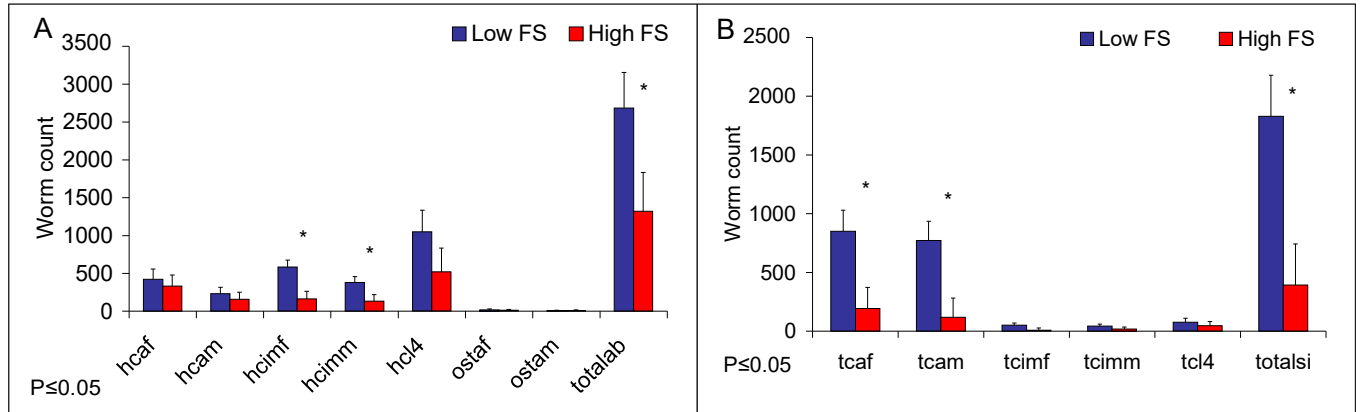 A
Low FS
High FS
Worm count
3500
3000
2500
2000
1500
1000
500
0
*
*
*
hcaf
hcam
hcimf
hcimm
hcl4
ostaf
ostam
totalab
P≤0.05
B
Low FS
High FS
Worm count
2500
2000
1500
1000
500
0
*
*
*
tcaf
tcam
tcimf
tcimm
tcl4
totalsi
P≤0.05